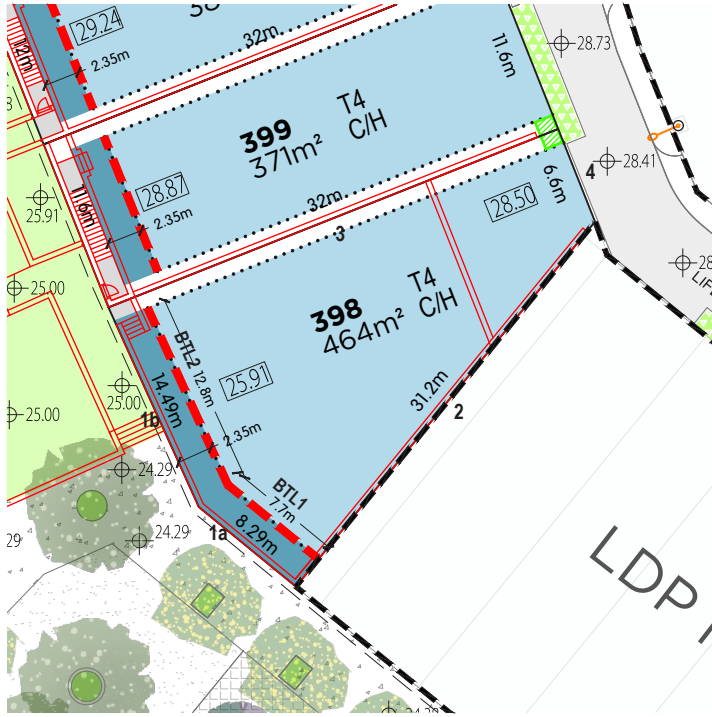 29.24
32m
12m
2.35m
11.6m
28.73
399
371m²
T4
C/H
28.87
28.41
25.91
11.6m
2.35m
32m
3
6.6m
4
28.50
25.00
398
464m²
T4
C/H
BTL2
12.8m
25.91
14.49m
25.00
1b
25.00
31.2m
2
2.35m
24.29
BTL1
7.7m
1a
8.29m
24.29
29
LDP